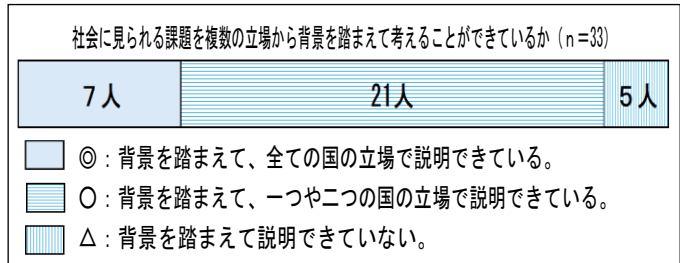 社会に見られる課題を複数の立場から背景を踏まえて考えることができているか（ｎ＝33）
７人 21人 ５人
◎：背景を踏まえて、全ての国の立場で説明できている。
○：背景を踏まえて、一つや二つの国の立場で説明できている。
△：背景を踏まえて説明できていない。